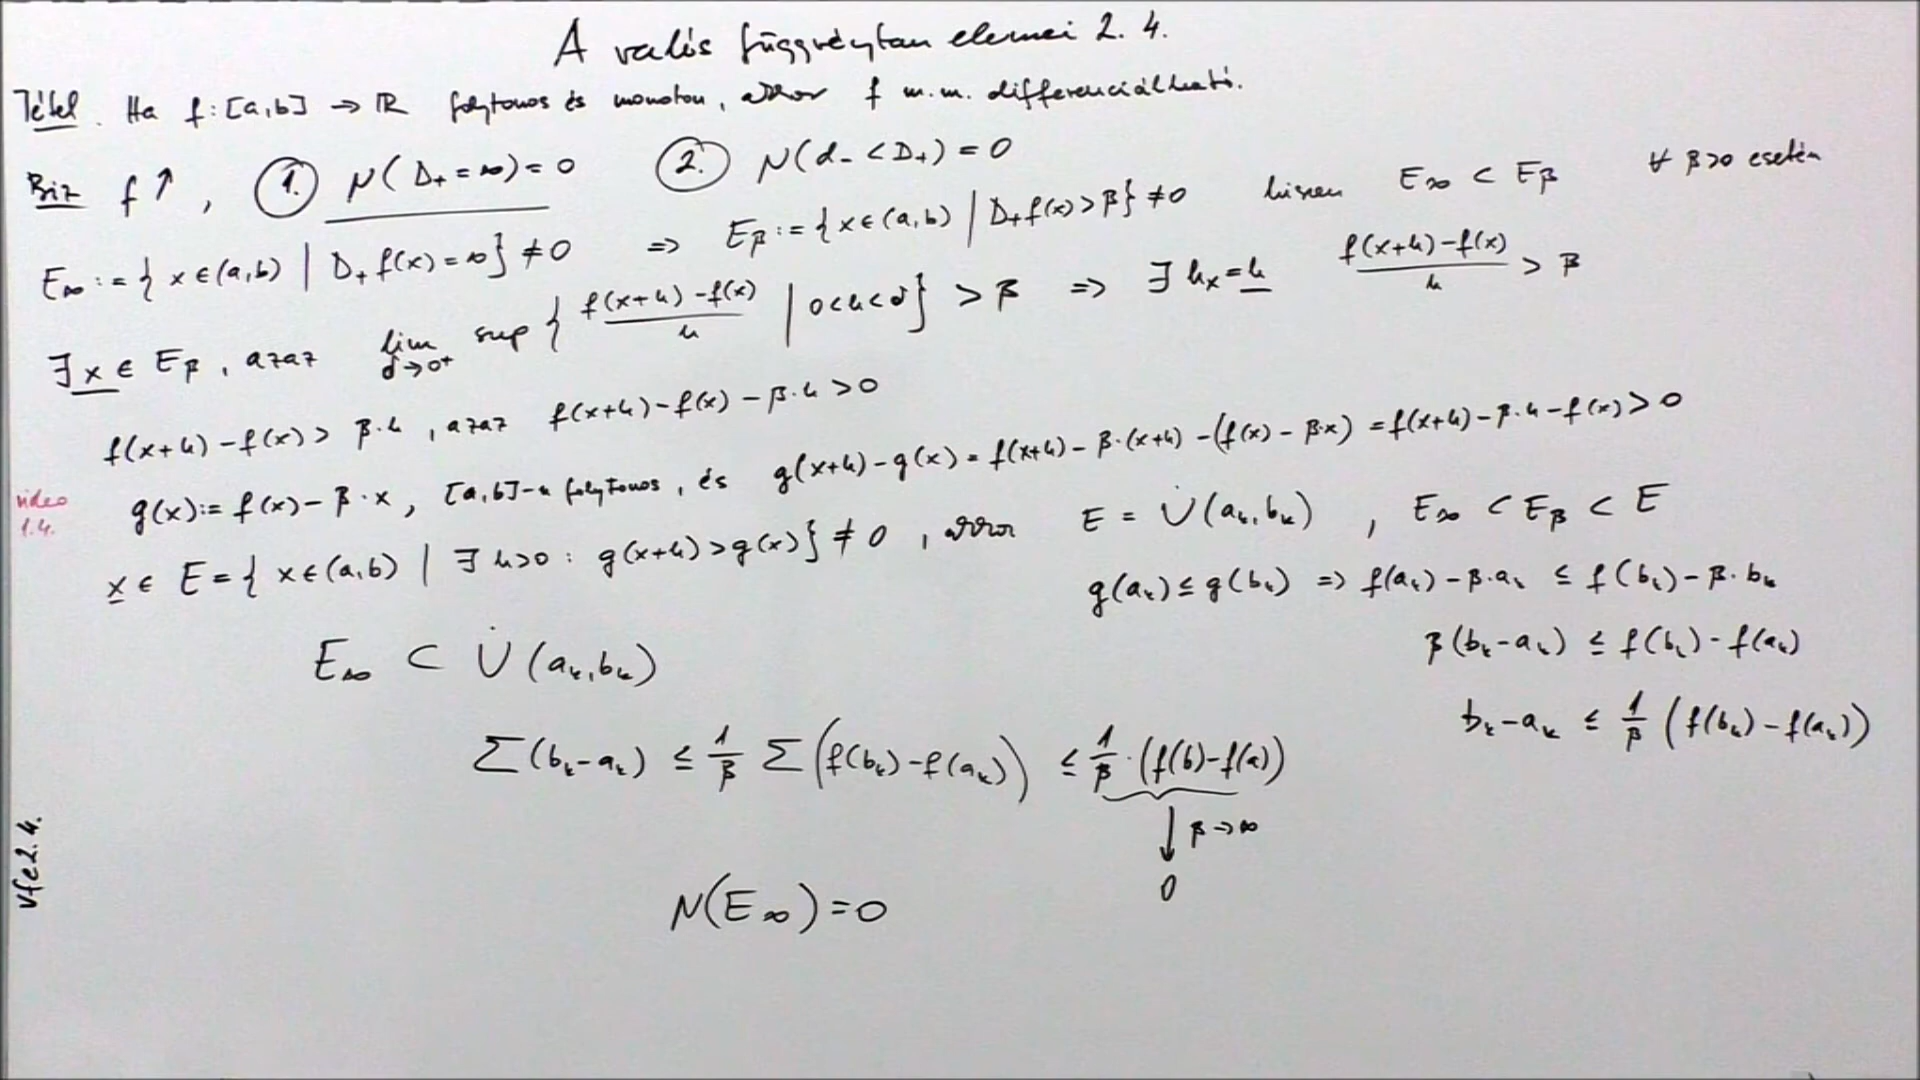 A valós függvénytan elemei 2.4.
Tétel. Ha f:[a,b] → ℝ folytonos és monoton, akkor f m.m. differenciálható.
Biz f↑, ①. N(D₊=∞)=0 ②. N(d₋<D₊)=0
E∞:={x∈(a,b) | D₊f(x)=∞}≠0 ⇒ Eβ:={x∈(a,b) | D₊f(x)>β}≠0 hiszen E∞ ⊂ Eβ ∀ β>0 esetén
∃ x ∈ Eβ, azaz lim δ→0⁺ sup { (f(x+h)-f(x))/h | 0<h<δ } > β ⇒ ∃ hₓ=h (f(x+h)-f(x))/h > β
f(x+h)-f(x) > β·h, azaz f(x+h)-f(x)-β·h>0
video 1.4.
g(x):= f(x)-β·x, [a,b]-n folytonos, és g(x+h)-g(x)=f(x+h)-β·(x+h)-(f(x)-β·x)=f(x+h)-β·h-f(x)>0
x ∈ E={x∈(a,b) | ∃ h>0: g(x+h)>g(x)}≠0, akkor E = ∪̇(aₖ,bₖ), E∞ ⊂ Eβ ⊂ E
g(aₖ)≤g(bₖ) ⇒ f(aₖ)-β·aₖ ≤ f(bₖ)-β·bₖ
E∞ ⊂ ∪̇(aₖ,bₖ)
β(bₖ-aₖ) ≤ f(bₖ)-f(aₖ)
bₖ-aₖ ≤ 1/β (f(bₖ)-f(aₖ))
∑(bₖ-aₖ) ≤ 1/β ∑(f(bₖ)-f(aₖ)) ≤ 1/β·(f(b)-f(a))
↓ β→∞
0
N(E∞)=0
Vfe2.4.